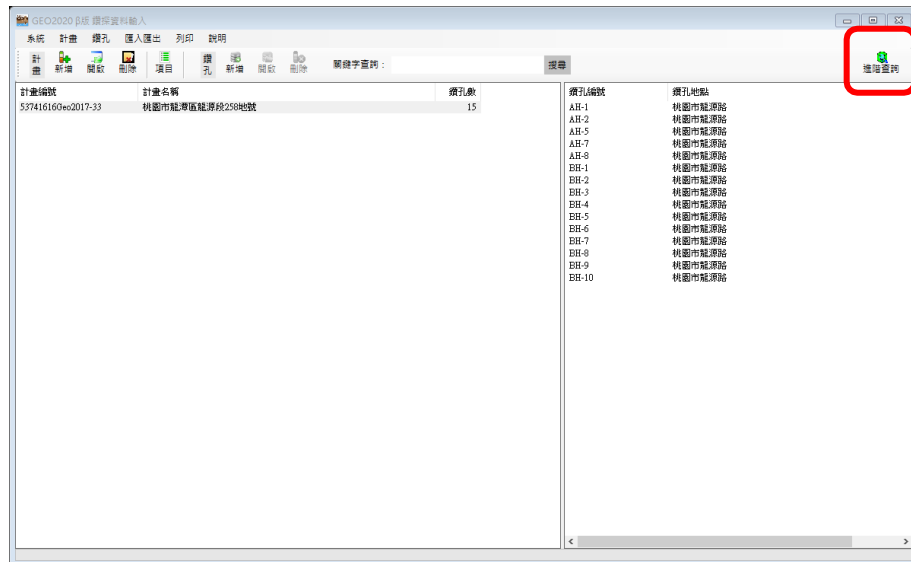 GEO2020 β版 鑽探資料輸入
系統 計畫 鑽孔 匯入匯出 列印 說明
計畫 新增 開啟 刪除 項目 鑽孔 新增 開啟 刪除 關鍵字查詢： 搜尋 進階查詢
計畫編號 計畫名稱 鑽孔數 鑽孔編號 鑽孔地點
53741616Geo2017-33 桃園市龍潭區龍源段258地號 15 AH-1 桃園市龍源路
AH-2 桃園市龍源路
AH-5 桃園市龍源路
AH-7 桃園市龍源路
AH-8 桃園市龍源路
BH-1 桃園市龍源路
BH-2 桃園市龍源路
BH-3 桃園市龍源路
BH-4 桃園市龍源路
BH-5 桃園市龍源路
BH-6 桃園市龍源路
BH-7 桃園市龍源路
BH-8 桃園市龍源路
BH-9 桃園市龍源路
BH-10 桃園市龍源路